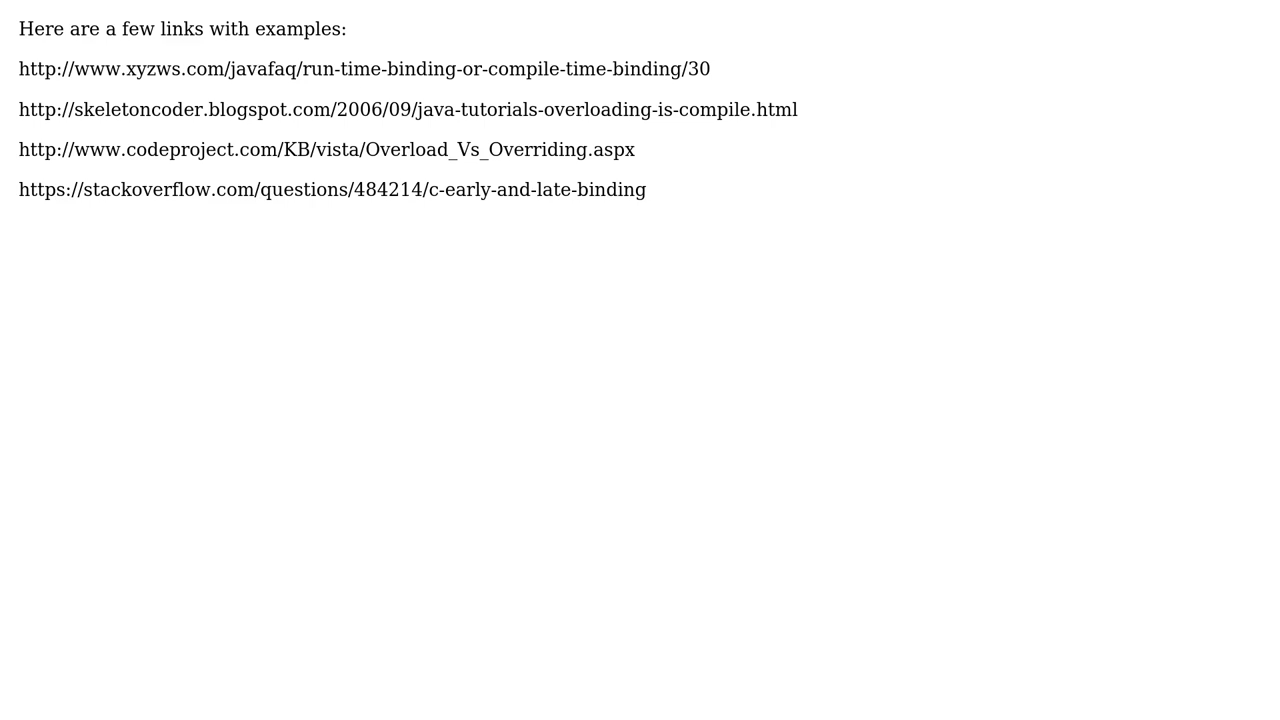 Here are a few links with examples:
http://www.xyzws.com/javafaq/run-time-binding-or-compile-time-binding/30
http://skeletoncoder.blogspot.com/2006/09/java-tutorials-overloading-is-compile.html
http://www.codeproject.com/KB/vista/Overload_Vs_Overriding.aspx
https://stackoverflow.com/questions/484214/c-early-and-late-binding